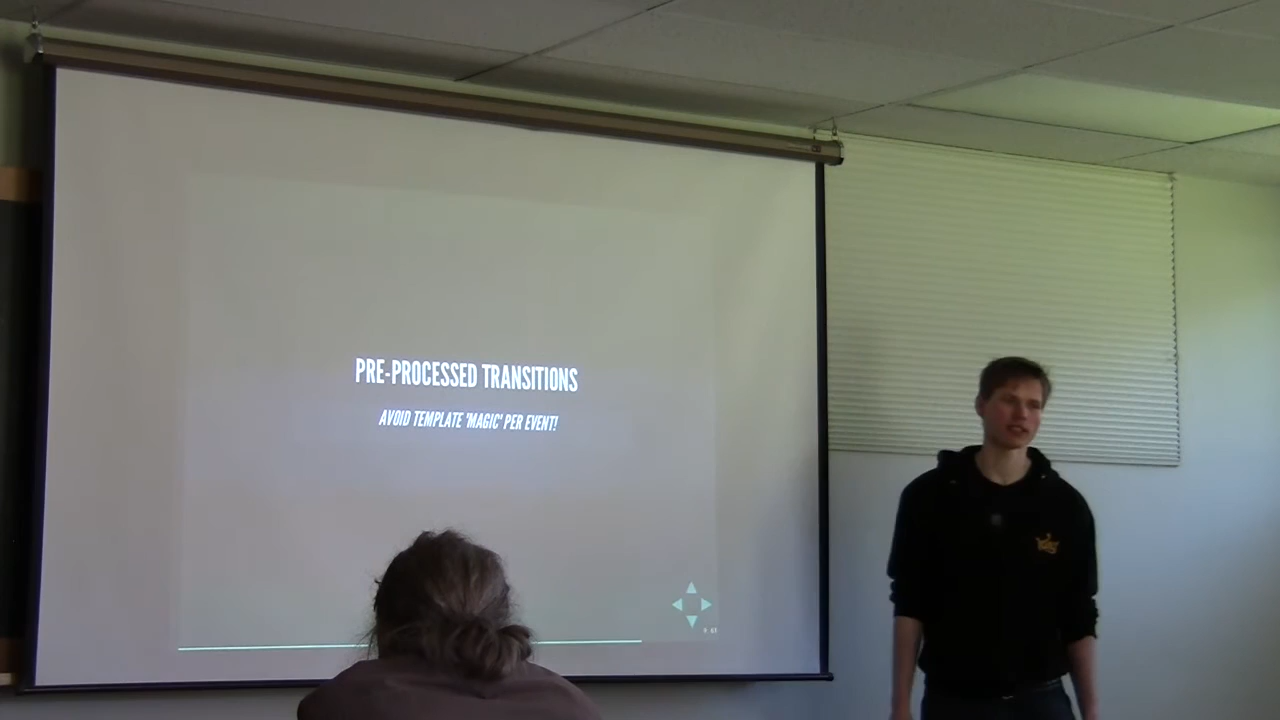 PRE-PROCESSED TRANSITIONS
AVOID TEMPLATE 'MAGIC' PER EVENT!